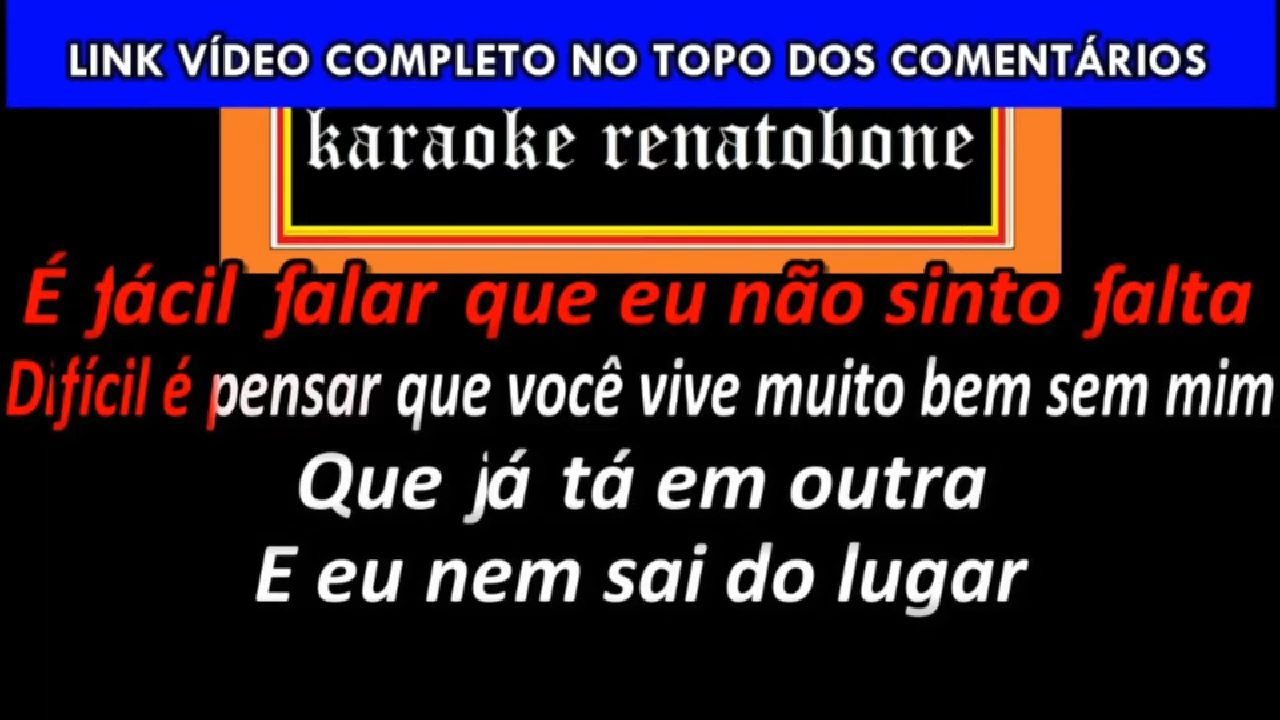 LINK VÍDEO COMPLETO NO TOPO DOS COMENTÁRIOS
karaoke renatobone
É fácil falar que eu não sinto falta
Difícil é pensar que você vive muito bem sem mim
Que já tá em outra
E eu nem sai do lugar